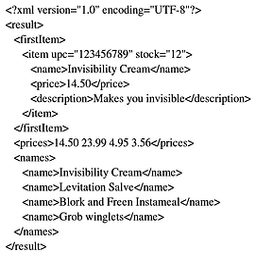 <?xml version="1.0" encoding="UTF-8"?>
<result>
<firstItem>
<item upc="123456789" stock="12">
<name>Invisibility Cream</name>
<price>14.50</price>
<description>Makes you invisible</description>
</item>
</firstItem>
<prices>14.50 23.99 4.95 3.56</prices>
<names>
<name>Invisibility Cream</name>
<name>Levitation Salve</name>
<name>Blork and Freen Instameal</name>
<name>Grob winglets</name>
</names>
</result>